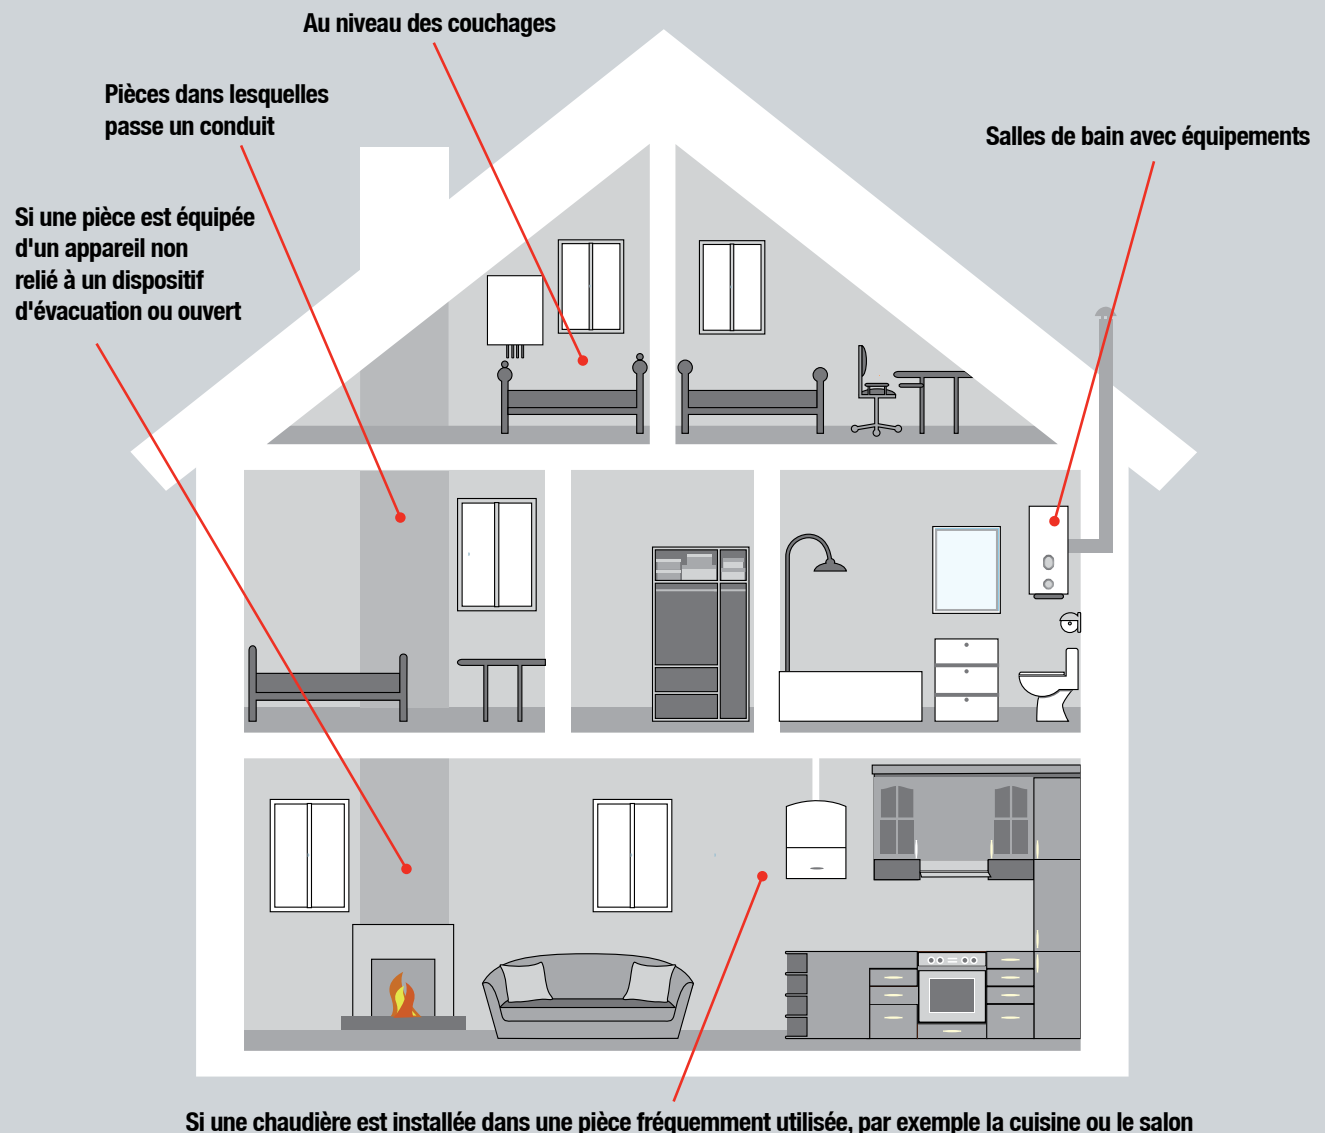 Au niveau des couchages
Pièces dans lesquelles
passe un conduit
Salles de bain avec équipements
Si une pièce est équipée
d'un appareil non
relié à un dispositif
d'évacuation ou ouvert
Si une chaudière est installée dans une pièce fréquemment utilisée, par exemple la cuisine ou le salon